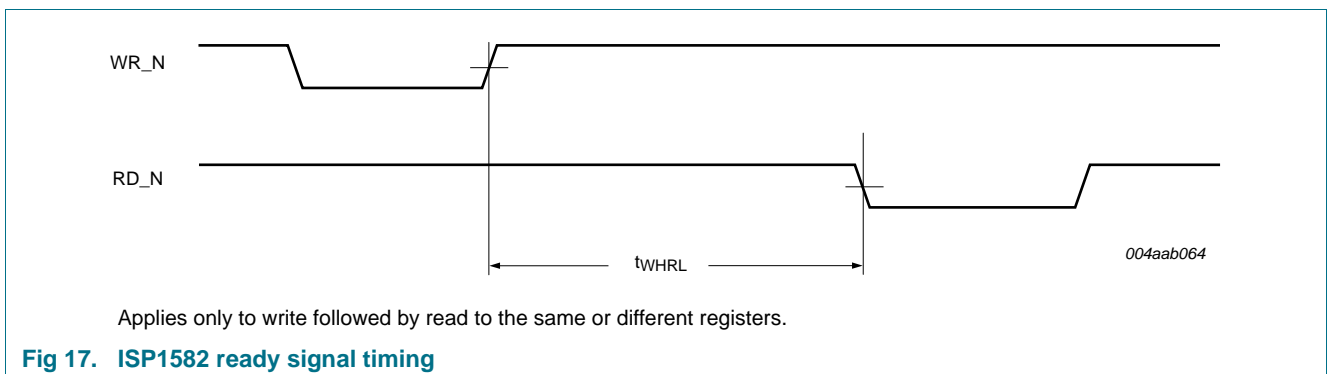 WR_N
RD_N
tWHRL
004aab064
Applies only to write followed by read to the same or different registers.
Fig 17. ISP1582 ready signal timing